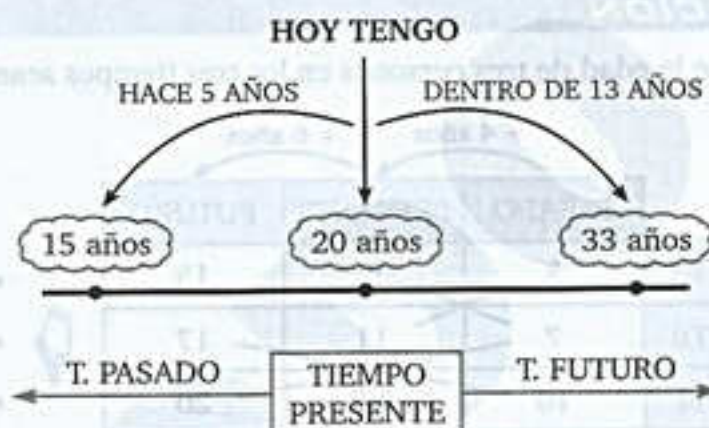 HOY TENGO
HACE 5 AÑOS
DENTRO DE 13 AÑOS
15 años
20 años
33 años
T. PASADO
TIEMPO
PRESENTE
T. FUTURO